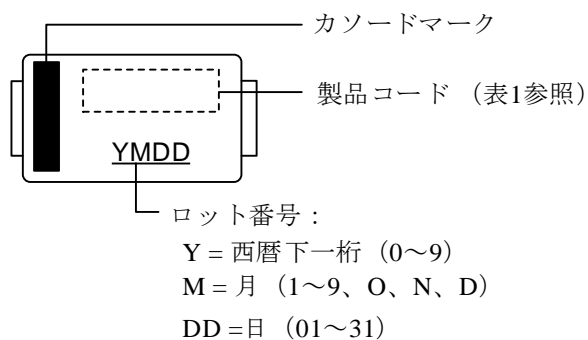 カソードマーク
製品コード （表1参照）
YMDD
ロット番号：
Y = 西暦下一桁（0～9）
M = 月（1～9、O、N、D）
DD =日（01～31）